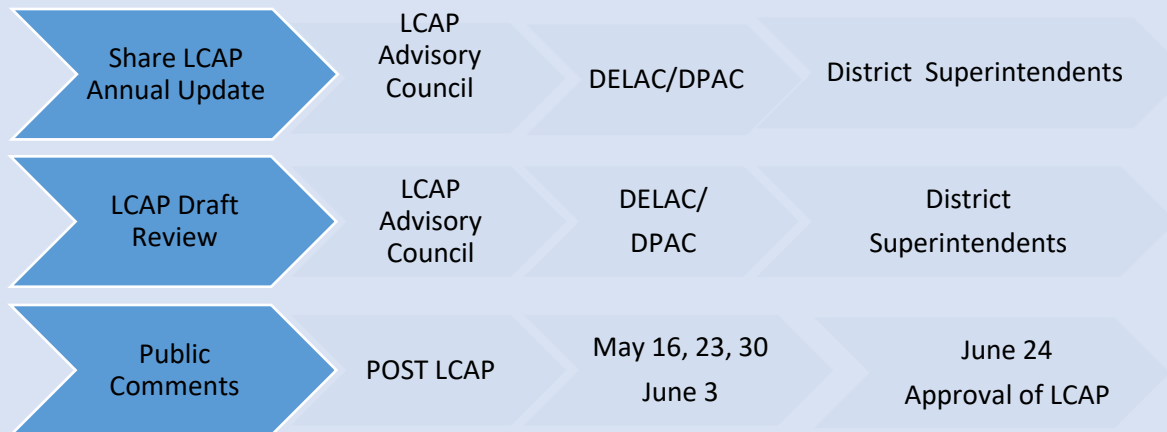 Share LCAP
Annual Update
LCAP
Advisory
Council
DELAC/DPAC
District Superintendents
LCAP Draft
Review
LCAP
Advisory
Council
DELAC/
DPAC
District
Superintendents
Public
Comments
POST LCAP
May 16, 23, 30
June 3
June 24
Approval of LCAP